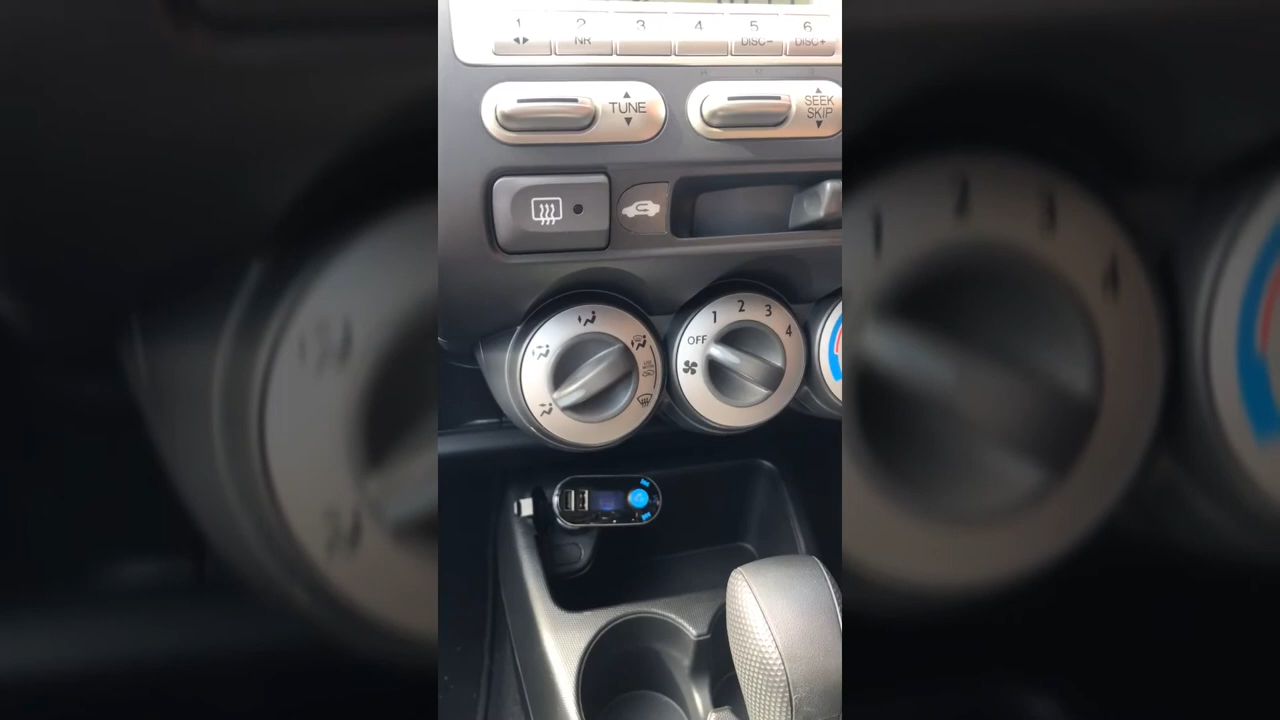 1 2 3 4 5 6
NR DISC- DISC+
TUNE
SEEK
SKIP
OFF 1 2 3 4